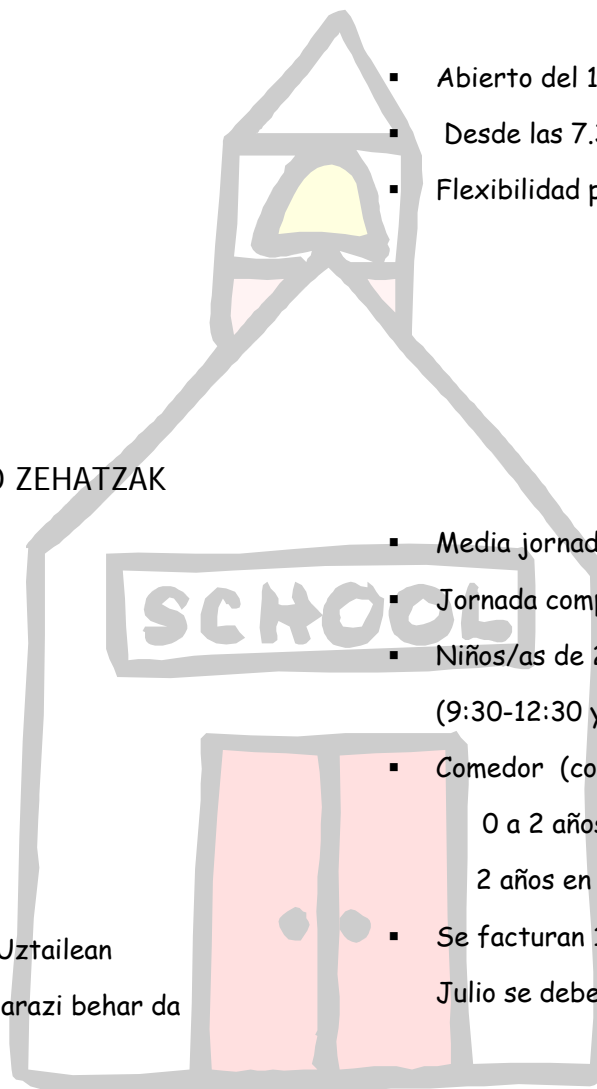 Abierto del 1
Desde las 7.
Flexibilidad p
ZEHATZAK
SCHOOL
Media jornad
Jornada comp
Niños/as de 2
(9:30-12:30 y
Comedor (co
0 a 2 años
2 años en
Se facturan 1
Julio se debe
Uztailean
arazi behar da